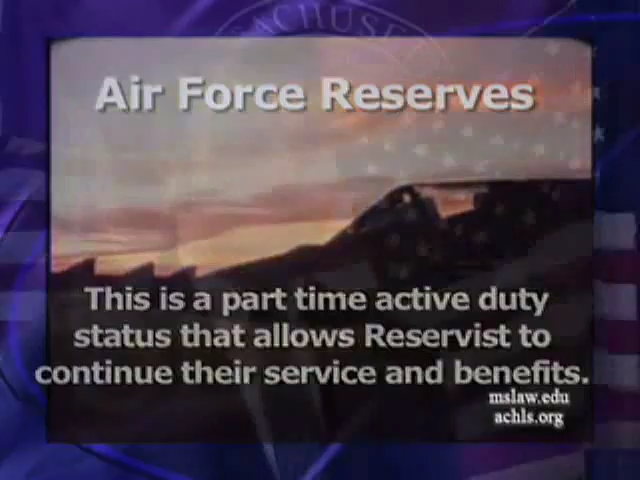 ACHUSE
Air Force Reserves
This is a part time active duty
status that allows Reservist to
continue their service and benefits.
mslaw.edu
achls.org